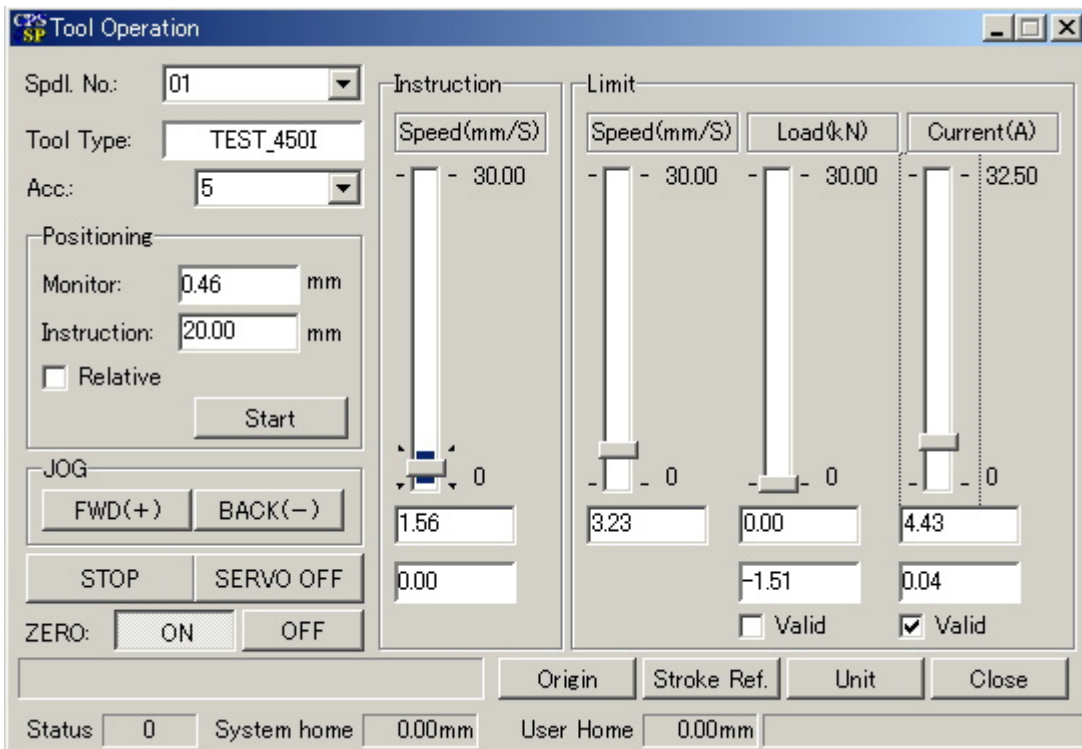 CPS SP Tool Operation
Spdl. No.: 01
Tool Type: TEST_450I
Acc.: 5
Positioning
Monitor: 0.46 mm
Instruction: 20.00 mm
Relative
Start
JOG
FWD(+) BACK(-)
STOP SERVO OFF
ZERO: ON OFF
Instruction
Speed(mm/S)
30.00
0
1.56
0.00
Limit
Speed(mm/S) Load(kN) Current(A)
30.00 30.00 32.50
0 0 0
3.23 0.00 4.43
-1.51 0.04
Valid Valid
Origin Stroke Ref. Unit Close
Status 0 System home 0.00mm User Home 0.00mm